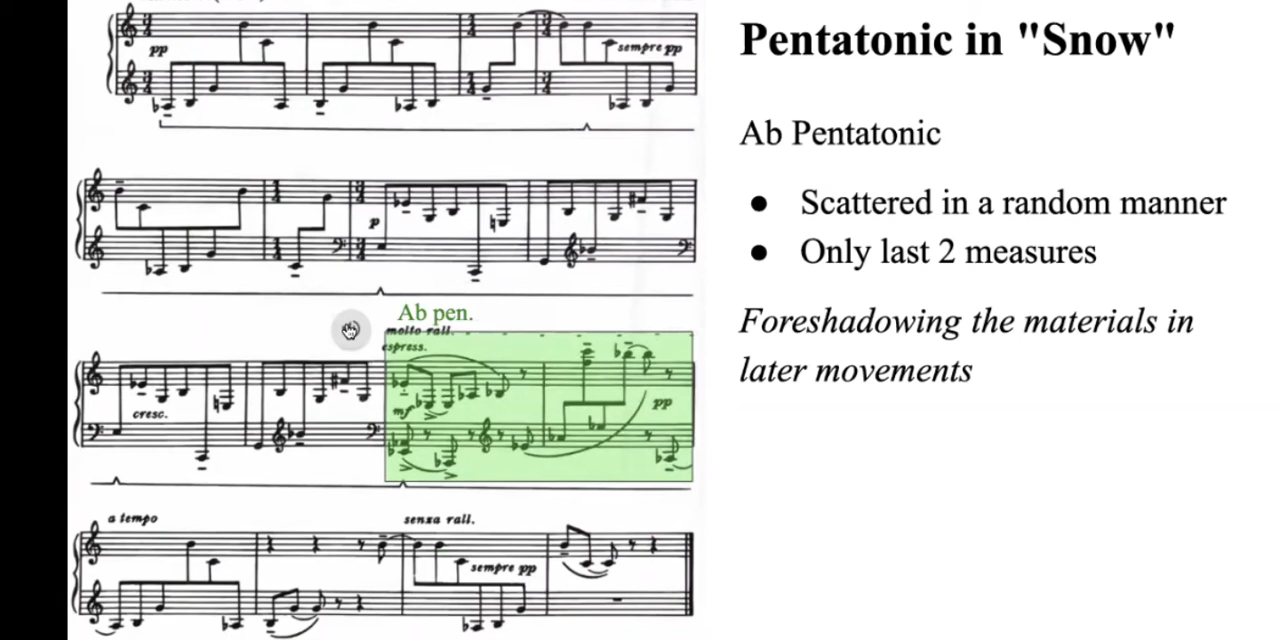 pp
sempre pp
p
Ab pen.
molto rall.
espress.
cresc.
mf
pp
a tempo
senza rall.
sempre pp
Pentatonic in "Snow"
Ab Pentatonic
● Scattered in a random manner
● Only last 2 measures
Foreshadowing the materials in
later movements